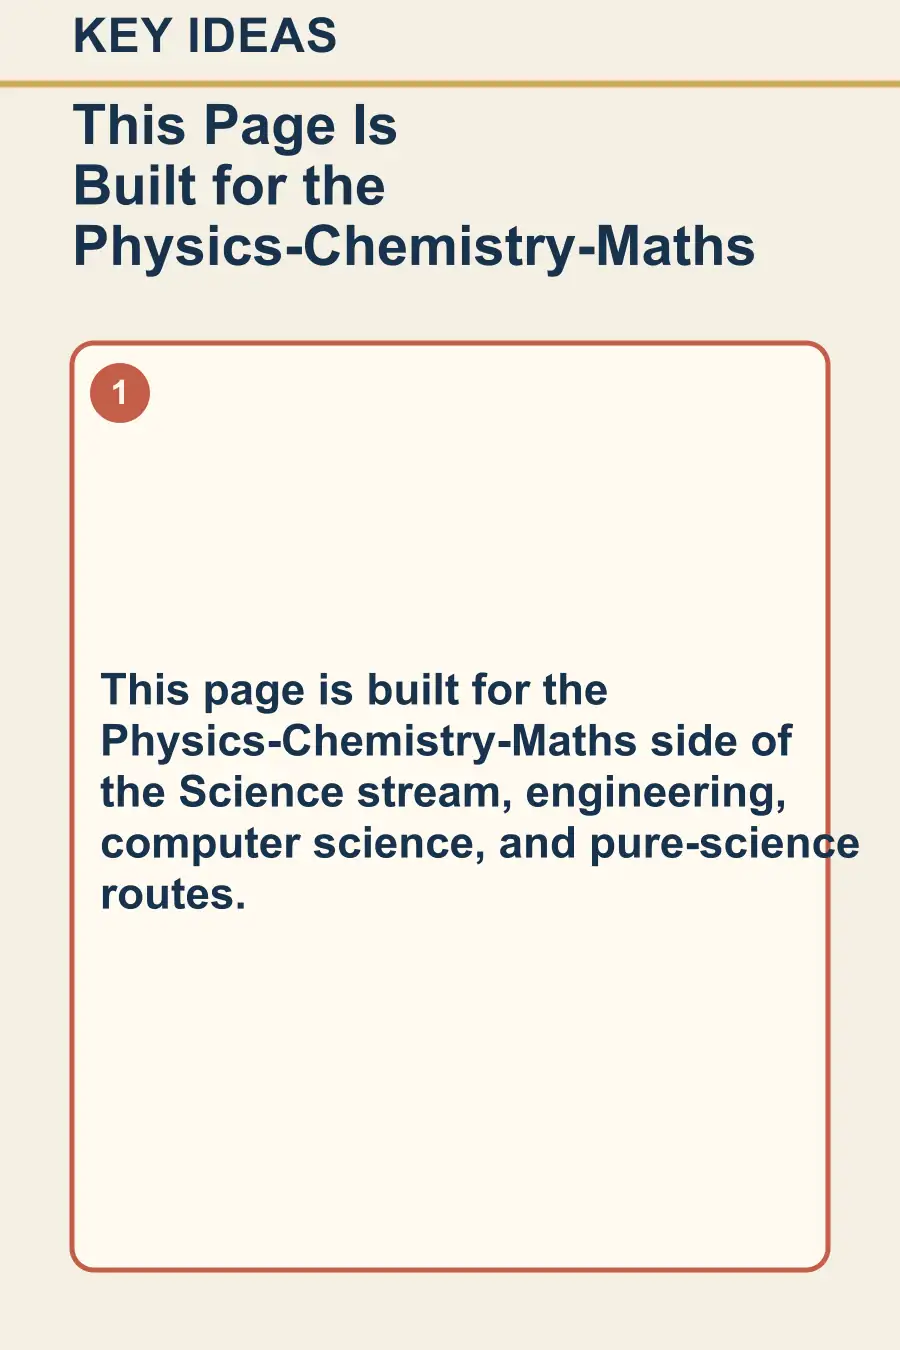 KEY IDEAS
This Page Is
Built for the
Physics-Chemistry-Maths
1
This page is built for the
Physics-Chemistry-Maths side of
the Science stream, engineering,
computer science, and pure-science
routes.